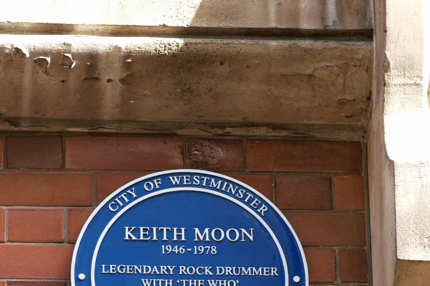 CITY OF WESTMINSTER
KEITH MOON
1946-1978
LEGENDARY ROCK DRUMMER
WITH 'THE WHO'